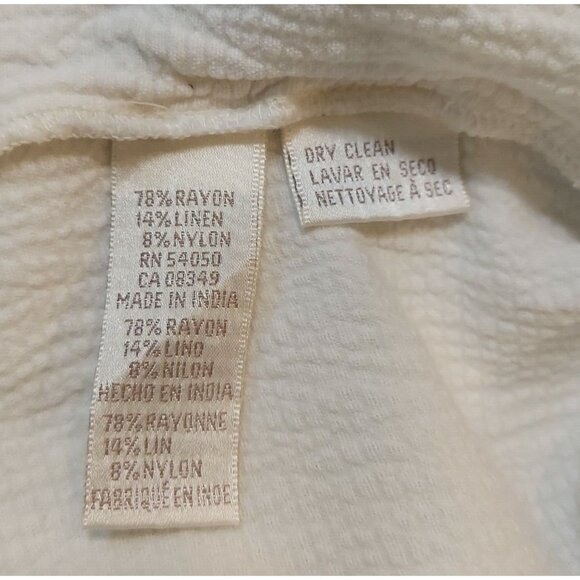 78% RAYON
14% LINEN
8% NYLON
RN 54050
CA 08349
MADE IN INDIA
78% RAYON
14% LINO
8% NILON
HECHO EN INDIA
78% RAYONNE
14% LIN
8% NYLON
FABRIQUÉ EN INDE
DRY CLEAN
LAVAR EN SECO
NETTOYAGE À SEC